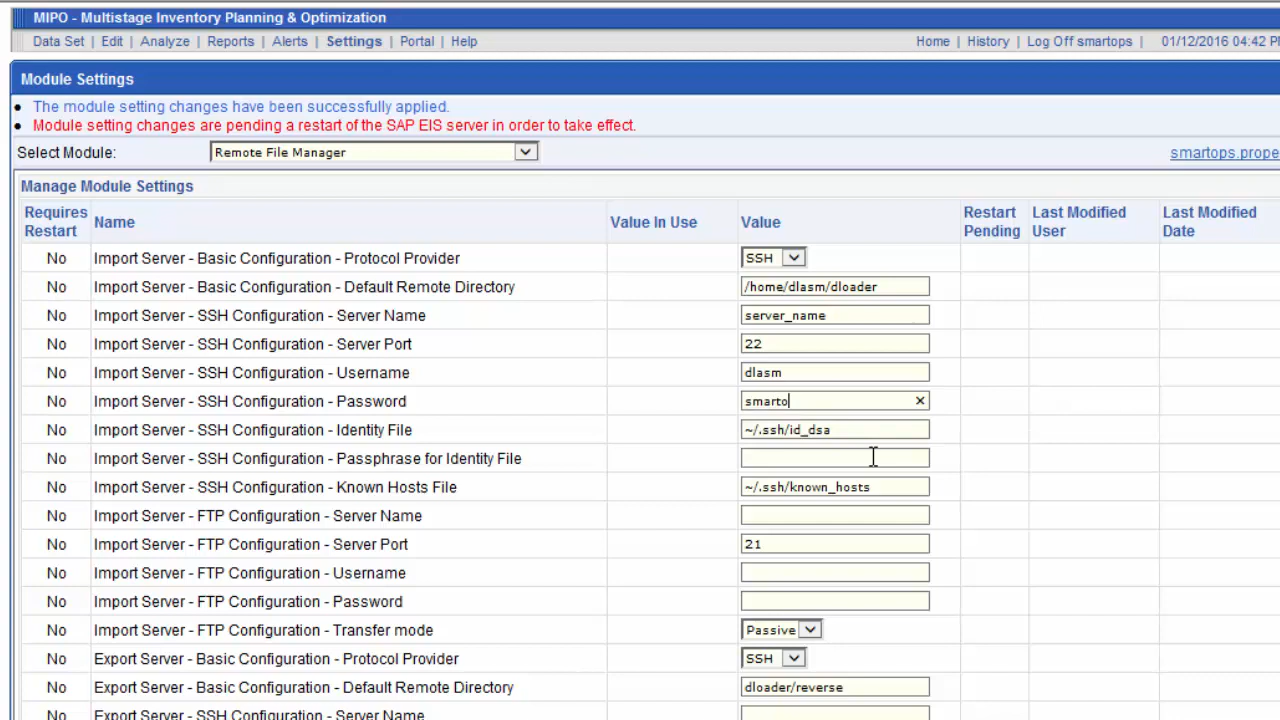 MIPO - Multistage Inventory Planning & Optimization
Data Set | Edit | Analyze | Reports | Alerts | Settings | Portal | Help Home | History | Log Off smartops | 01/12/2016 04:42
Module Settings
• The module setting changes have been successfully applied.
• Module setting changes are pending a restart of the SAP EIS server in order to take effect.
Select Module: Remote File Manager smartops.prope
Manage Module Settings
Requires Restart Name Value In Use Value Restart Pending Last Modified User Last Modified Date
No Import Server - Basic Configuration - Protocol Provider SSH
No Import Server - Basic Configuration - Default Remote Directory /home/dlasm/dloader
No Import Server - SSH Configuration - Server Name server_name
No Import Server - SSH Configuration - Server Port 22
No Import Server - SSH Configuration - Username dlasm
No Import Server - SSH Configuration - Password smarto
No Import Server - SSH Configuration - Identity File ~/.ssh/id_dsa
No Import Server - SSH Configuration - Passphrase for Identity File
No Import Server - SSH Configuration - Known Hosts File ~/.ssh/known_hosts
No Import Server - FTP Configuration - Server Name
No Import Server - FTP Configuration - Server Port 21
No Import Server - FTP Configuration - Username
No Import Server - FTP Configuration - Password
No Import Server - FTP Configuration - Transfer mode Passive
No Export Server - Basic Configuration - Protocol Provider SSH
No Export Server - Basic Configuration - Default Remote Directory dloader/reverse
No Export Server - SSH Configuration - Server Name